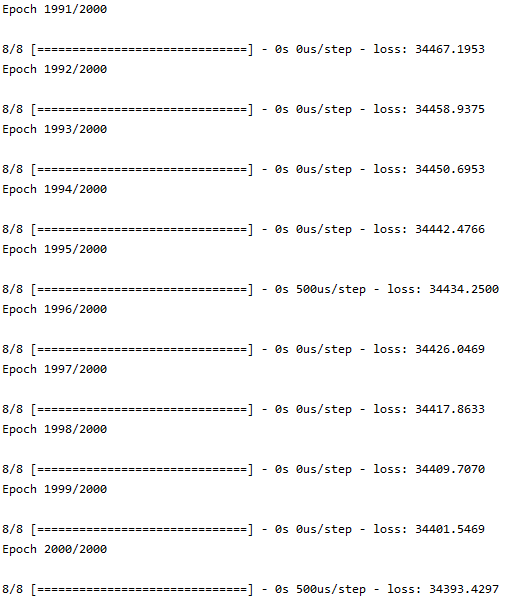 Epoch 1991/2000
8/8 [==============================] - 0s 0us/step - loss: 34467.1953
Epoch 1992/2000
8/8 [==============================] - 0s 0us/step - loss: 34458.9375
Epoch 1993/2000
8/8 [==============================] - 0s 0us/step - loss: 34450.6953
Epoch 1994/2000
8/8 [==============================] - 0s 0us/step - loss: 34442.4766
Epoch 1995/2000
8/8 [==============================] - 0s 500us/step - loss: 34434.2500
Epoch 1996/2000
8/8 [==============================] - 0s 0us/step - loss: 34426.0469
Epoch 1997/2000
8/8 [==============================] - 0s 0us/step - loss: 34417.8633
Epoch 1998/2000
8/8 [==============================] - 0s 0us/step - loss: 34409.7070
Epoch 1999/2000
8/8 [==============================] - 0s 0us/step - loss: 34401.5469
Epoch 2000/2000
8/8 [==============================] - 0s 500us/step - loss: 34393.4297